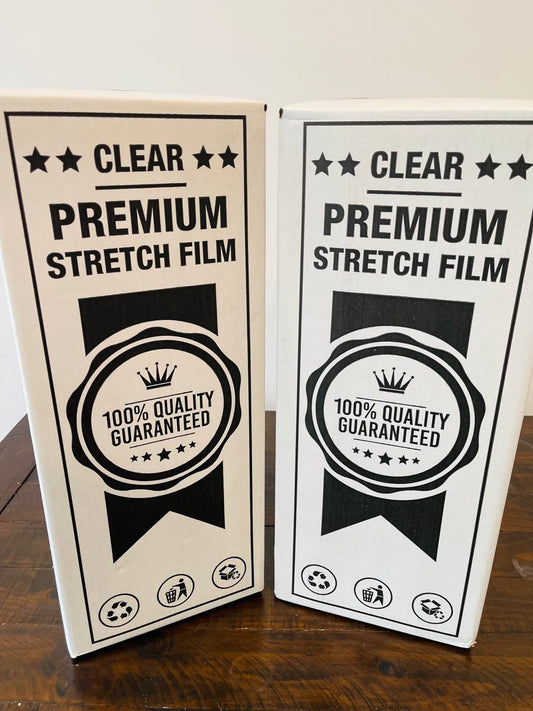 CLEAR
PREMIUM
STRETCH FILM
100% QUALITY
GUARANTEED
CLEAR
PREMIUM
STRETCH FILM
100% QUALITY
GUARANTEED